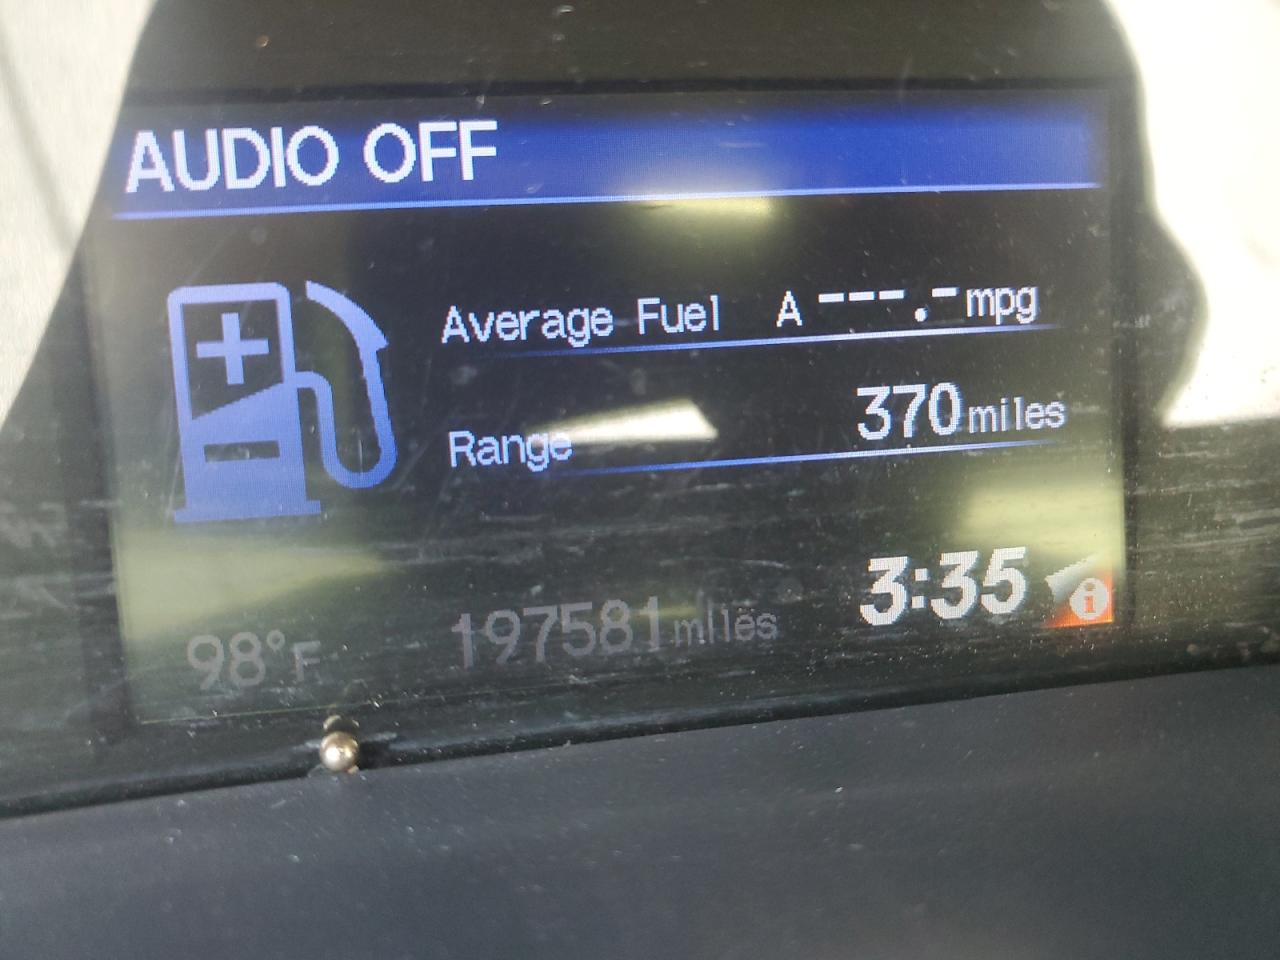 AUDIO OFF
Average Fuel A ---.- mpg
Range 370 miles
98°F 197581 miles 3:35 i